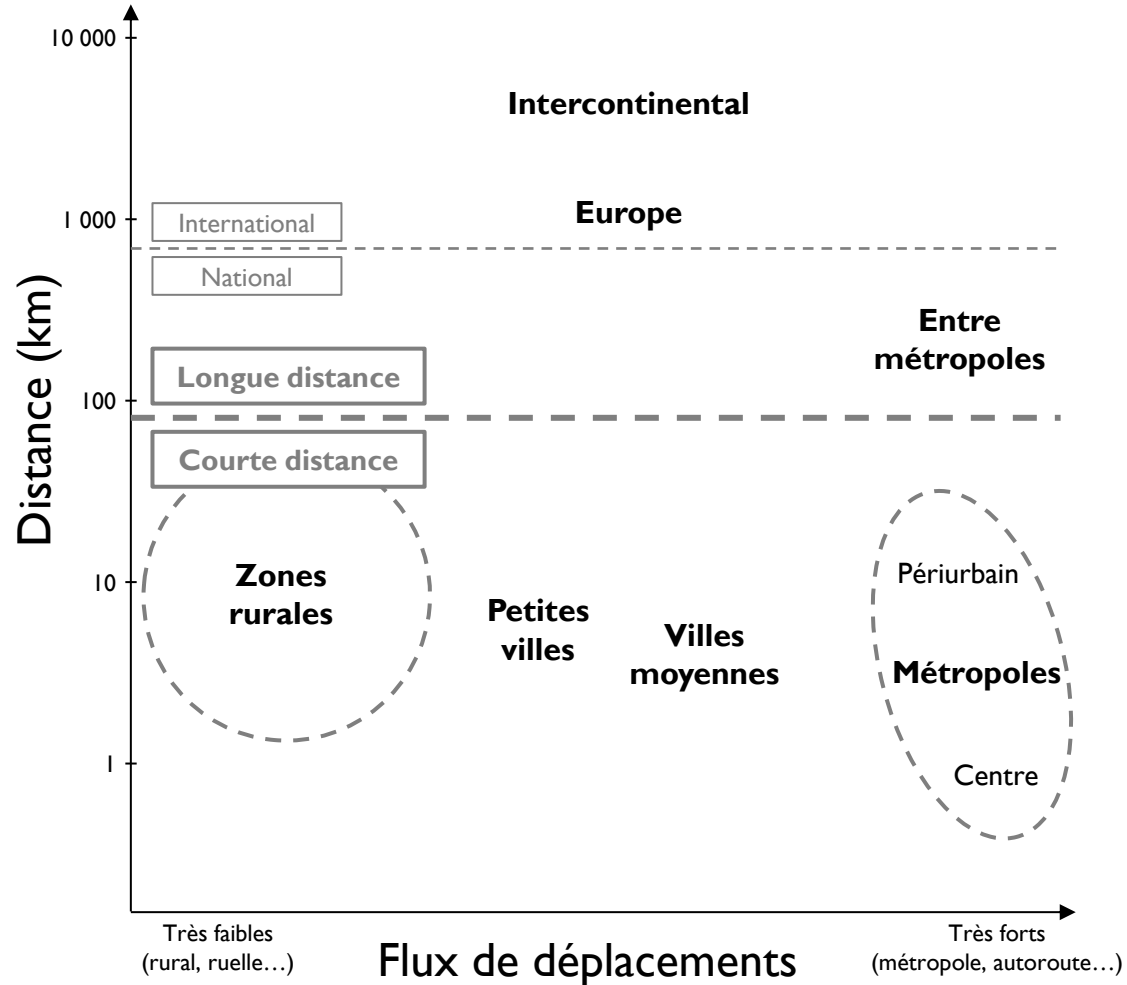 10 000
Intercontinental
1 000
International
Europe
National
Distance (km)
Entre
métropoles
Longue distance
100
Courte distance
10
Zones
rurales
Petites
villes
Villes
moyennes
Périurbain
Métropoles
1
Centre
Très faibles
(rural, ruelle…)
Flux de déplacements
Très forts
(métropole, autoroute…)